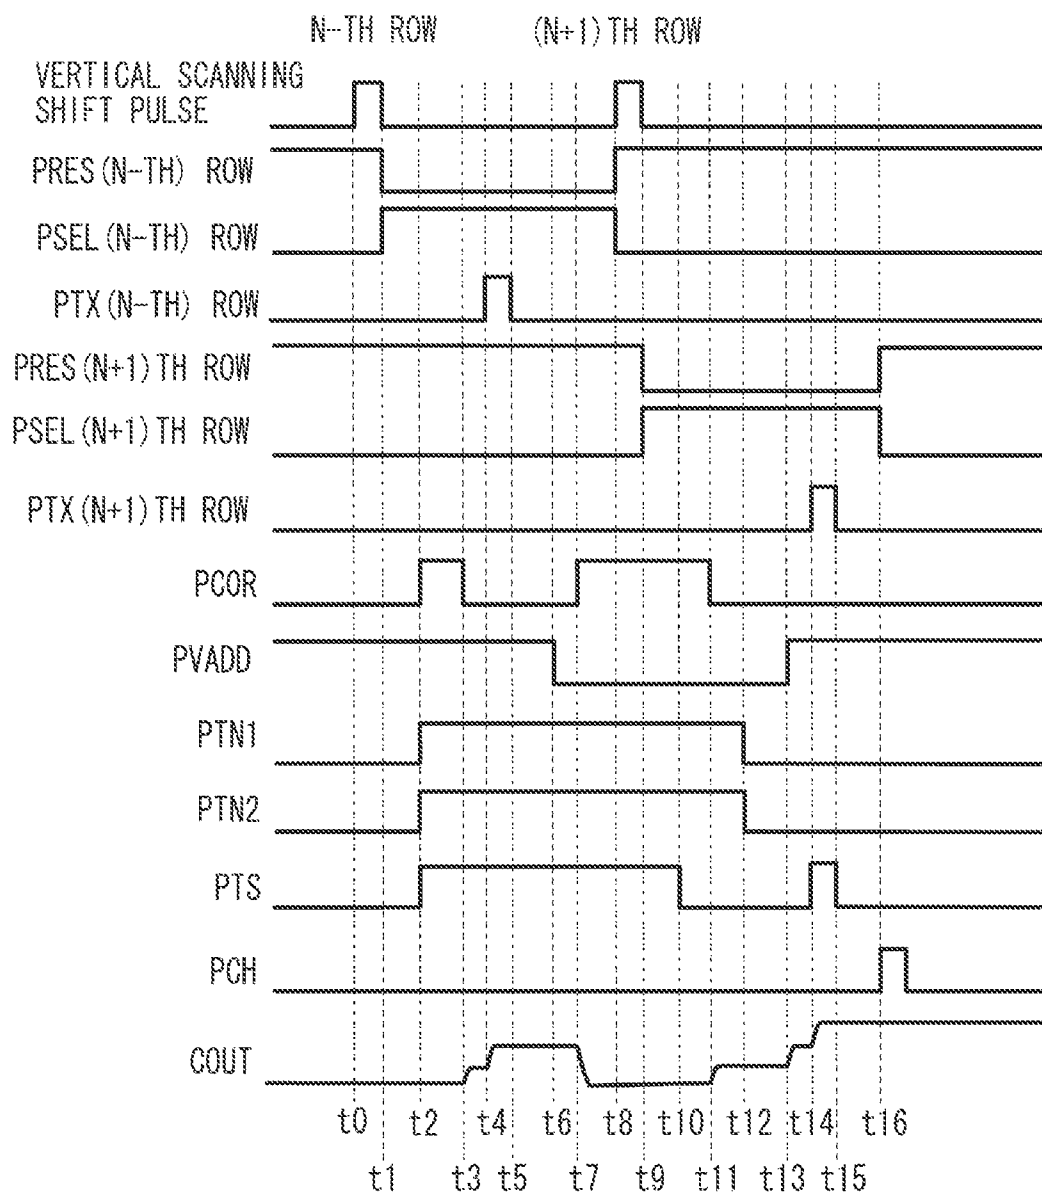 N-TH ROW (N+1)TH ROW
VERTICAL SCANNING
SHIFT PULSE
PRES(N-TH) ROW
PSEL(N-TH) ROW
PTX(N-TH) ROW
PRES(N+1)TH ROW
PSEL(N+1)TH ROW
PTX(N+1)TH ROW
PCOR
PVADD
PTN1
PTN2
PTS
PCH
COUT
t0 t2 t4 t6 t8 t10 t12 t14 t16
t1 t3 t5 t7 t9 t11 t13 t15